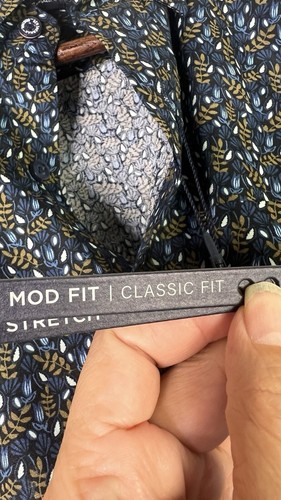 MOD FIT | CLASSIC FIT
STRETCH